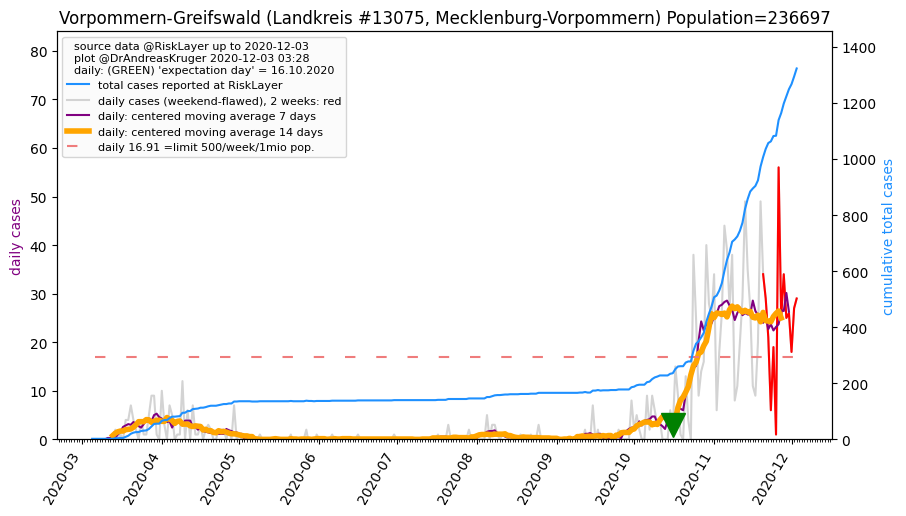 Vorpommern-Greifswald (Landkreis #13075, Mecklenburg-Vorpommern) Population=236697
source data @RiskLayer up to 2020-12-03
plot @DrAndreasKruger 2020-12-03 03:28
daily: (GREEN) 'expectation day' = 16.10.2020
total cases reported at RiskLayer
daily cases (weekend-flawed), 2 weeks: red
daily: centered moving average 7 days
daily: centered moving average 14 days
daily 16.91 =limit 500/week/1mio pop.
daily cases
80
70
60
50
40
30
20
10
0
cumulative total cases
1400
1200
1000
800
600
400
200
0
2020-03
2020-04
2020-05
2020-06
2020-07
2020-08
2020-09
2020-10
2020-11
2020-12